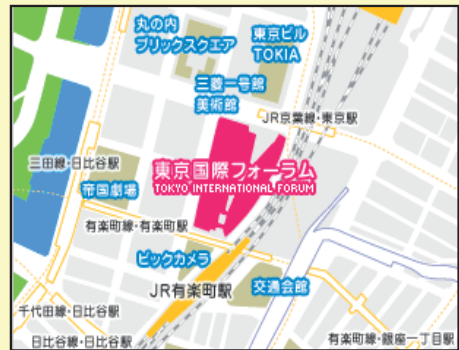 丸の内
ブリックスクエア
東京ビル
TOKIA
三菱一号館
美術館
JR京葉線・東京駅
三田線・日比谷駅
東京国際フォーラム
TOKYO INTERNATIONAL FORUM
帝国劇場
有楽町線・有楽町駅
ビックカメラ
JR有楽町駅
交通会館
千代田線・日比谷駅
日比谷線・日比谷駅
有楽町線・銀座一丁目駅